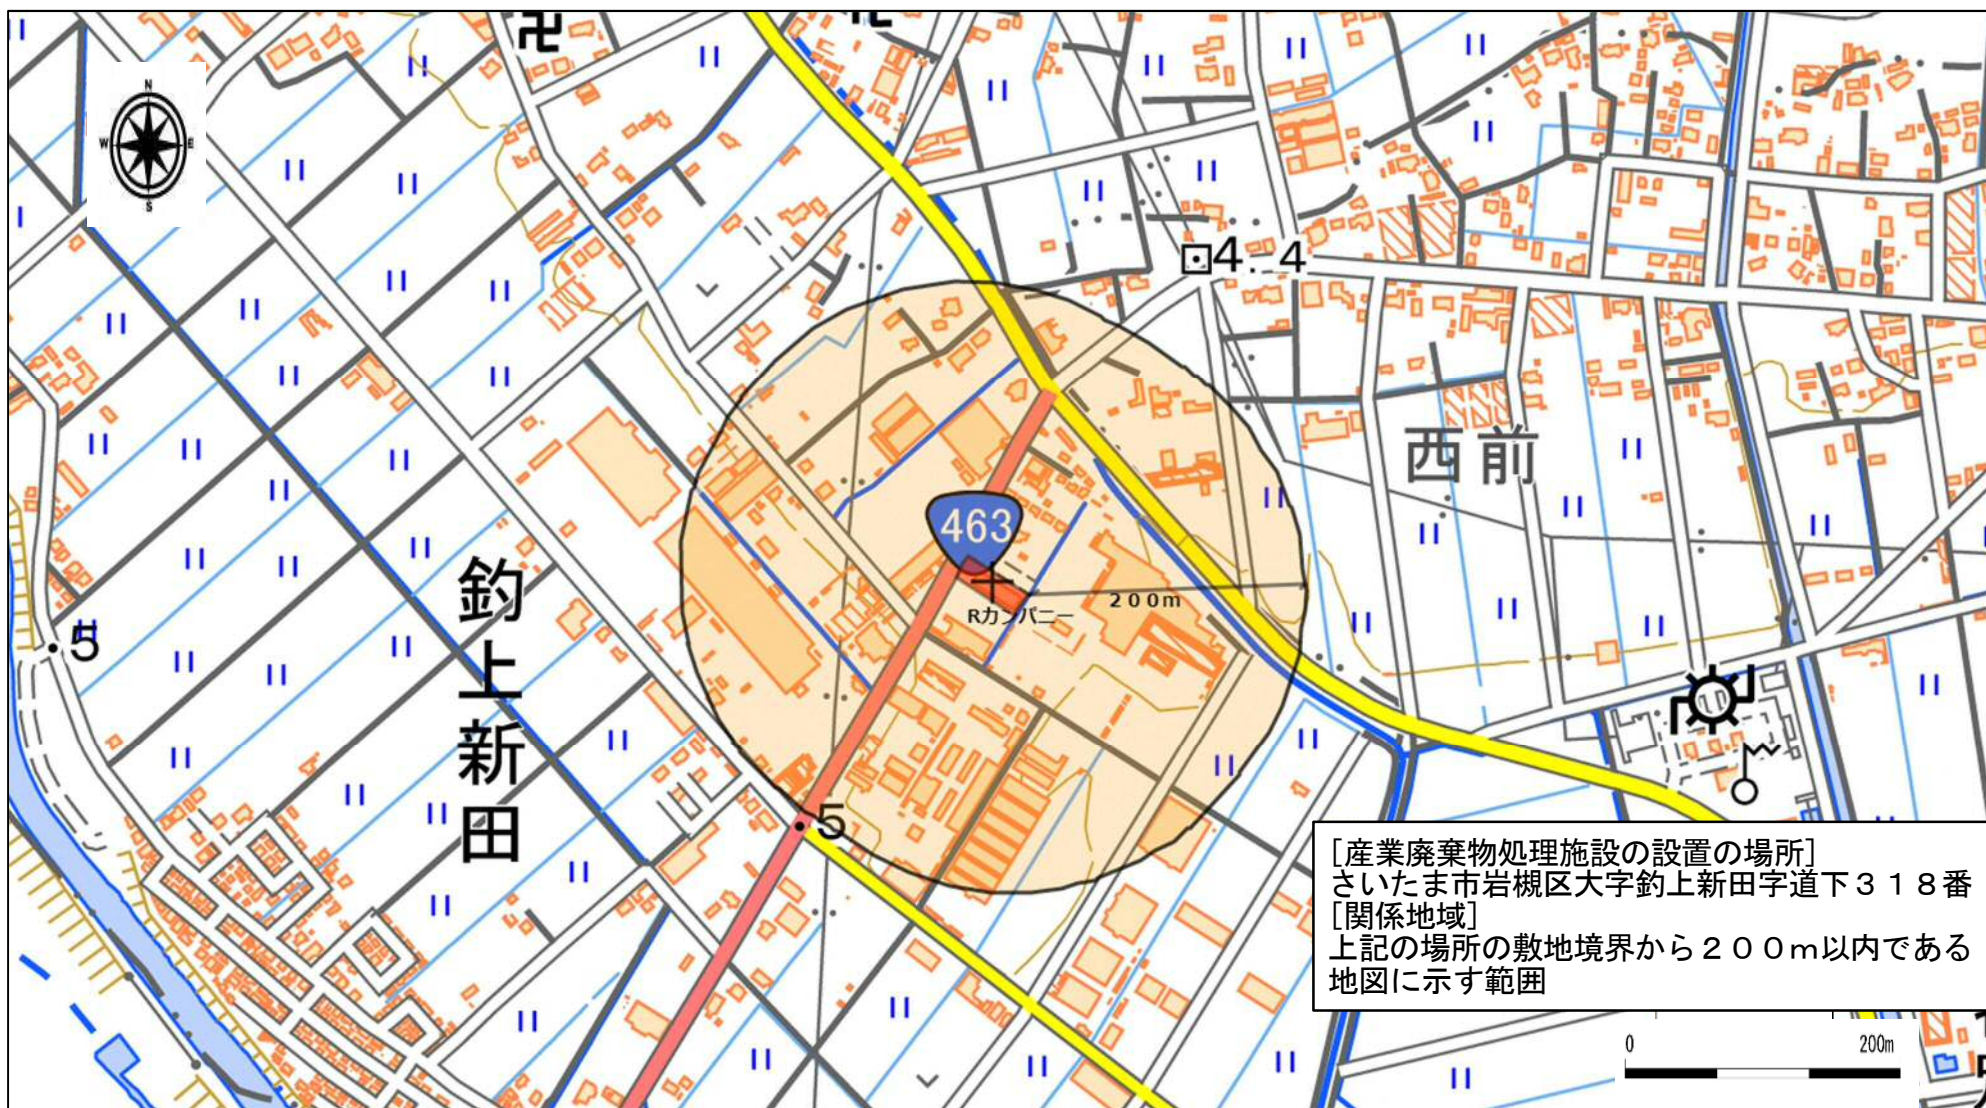 N
W E
S
4.4
西前
463
Rカンパニー
200m
釣上新田
5
5
[産業廃棄物処理施設の設置の場所]
さいたま市岩槻区大字釣上新田字道下318番
[関係地域]
上記の場所の敷地境界から200m以内である
地図に示す範囲
0 200m